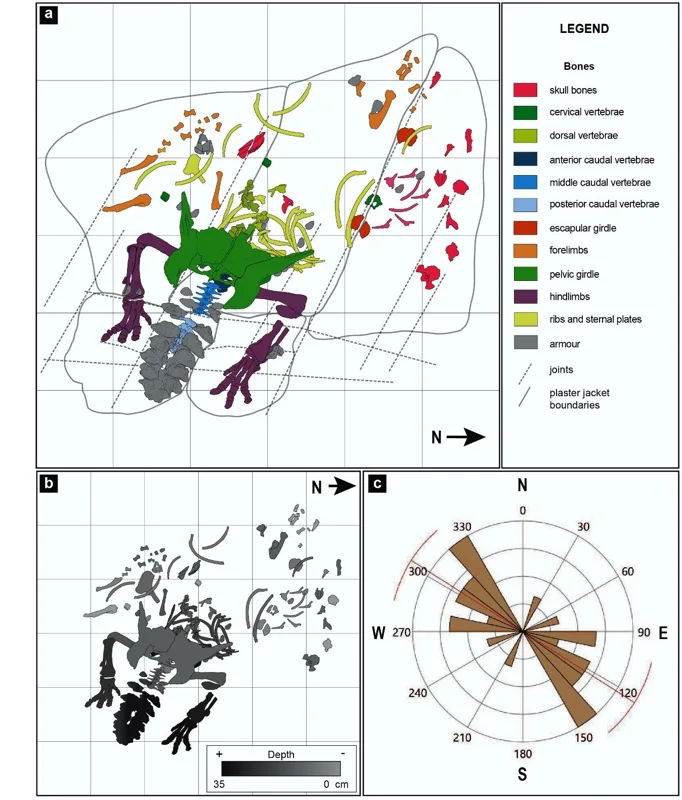 a
N
LEGEND
Bones
skull bones
cervical vertebrae
dorsal vertebrae
anterior caudal vertebrae
middle caudal vertebrae
posterior caudal vertebrae
escapular girdle
forelimbs
pelvic girdle
hindlimbs
ribs and sternal plates
armour
joints
plaster jacket
boundaries
b
N
+ Depth -
35 0 cm
c
N
0
330 30
300 60
W 270 90 E
240 120
210 150
180
S